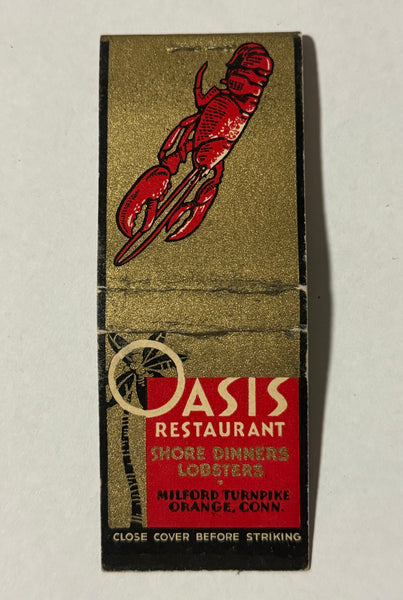 OASIS
RESTAURANT
SHORE DINNERS
LOBSTERS
MILFORD TURNPIKE
ORANGE, CONN.
CLOSE COVER BEFORE STRIKING